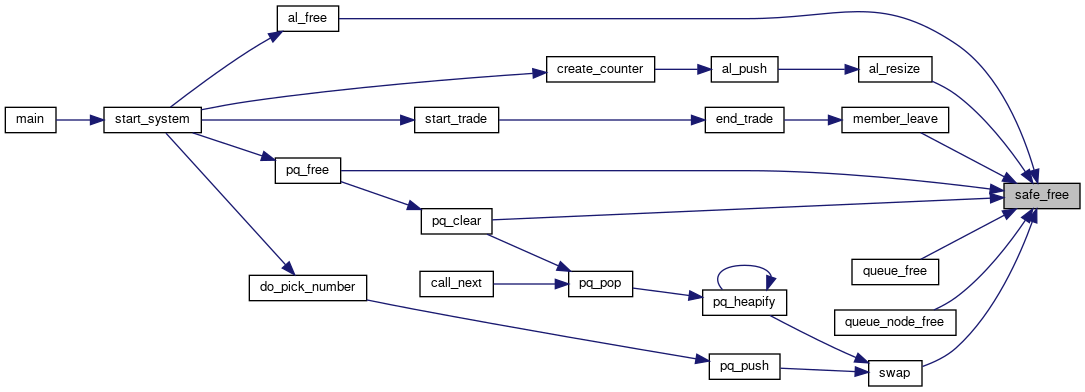 al_free
create_counter
al_push
al_resize
main
start_system
start_trade
end_trade
member_leave
pq_free
safe_free
pq_clear
queue_free
do_pick_number
call_next
pq_pop
pq_heapify
queue_node_free
pq_push
swap